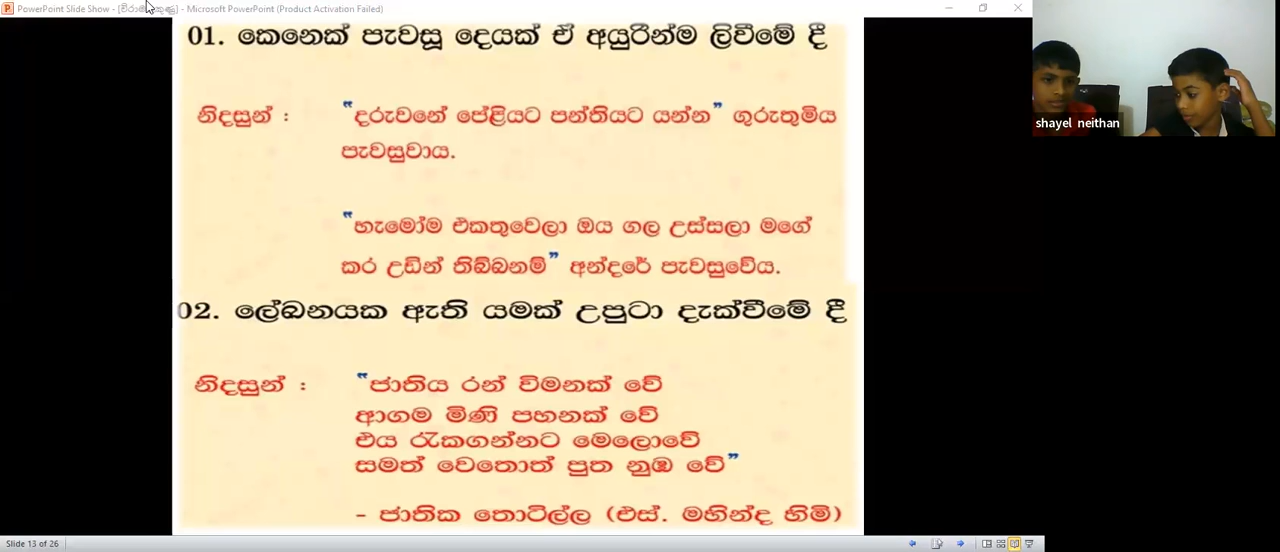 PowerPoint Slide Show - [විරාම ලකුණු] - Microsoft PowerPoint (Product Activation Failed)
01. කෙනෙක් පැවසූ දෙයක් ඒ අයුරින්ම ලිවීමේ දී
නිදසුන් : "දරුවනේ පේළියට පන්තියට යන්න" ගුරුතුමිය
පැවසුවාය.
"හැමෝම එකතුවෙලා ඔය ගල උස්සලා මගේ
කර උඩින් තිබ්බනම්" අන්දරේ පැවසුවේය.
02. ලේඛනයක ඇති යමක් උපුටා දැක්වීමේ දී
නිදසුන් : "ජාතිය රන් විමනක් වේ
ආගම මිණි පහනක් වේ
එය රැකගන්නට මෙලොවේ
සමත් වෙතොත් පුත නුඹ වේ"
- ජාතික තොටිල්ල (එස්. මහින්ද හිමි)
shayel neithan
Slide 13 of 26